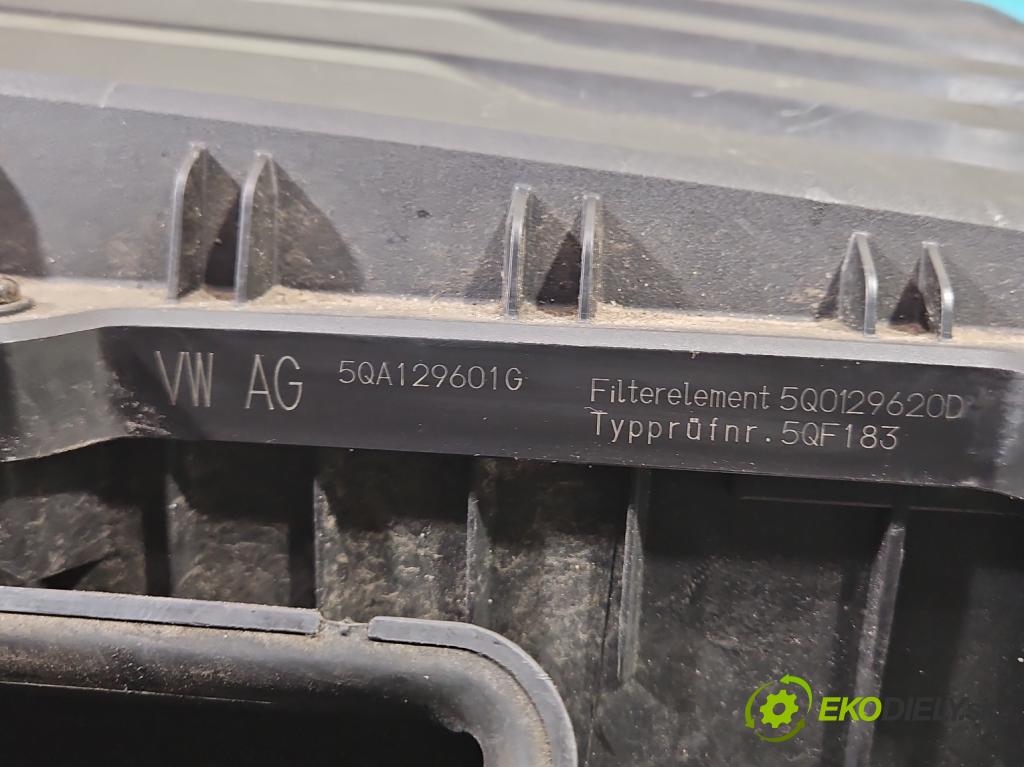 VW AG 5QA129601G
Filterelement 5Q0129620D
Typprüfnr. 5QF183
EKODIELY